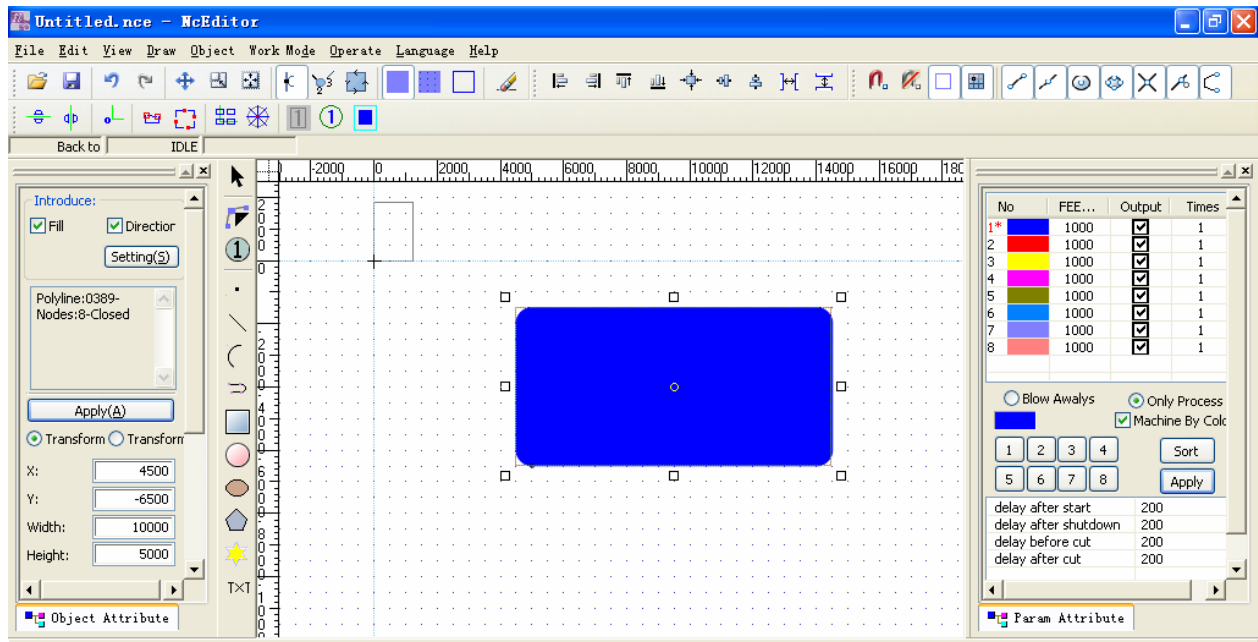 Untitled.nce - NcEditor
File Edit View Draw Object Work Mode Operate Language Help
1 1
Back to IDLE
-2000 0 2000 4000 6000 8000 10000 12000 14000 16000 180
Introduce:
Fill Direction
Setting(S)
Polyline:0389-
Nodes:8-Closed
Apply(A)
Transform Transform
X: 4500
Y: -6500
Width: 10000
Height: 5000
Object Attribute
1
TXT
No FEE... Output Times
1* 1000 1
2 1000 1
3 1000 1
4 1000 1
5 1000 1
6 1000 1
7 1000 1
8 1000 1
Blow Awalys Only Process
Machine By Colo
1 2 3 4 Sort
5 6 7 8 Apply
delay after start 200
delay after shutdown 200
delay before cut 200
delay after cut 200
Param Attribute